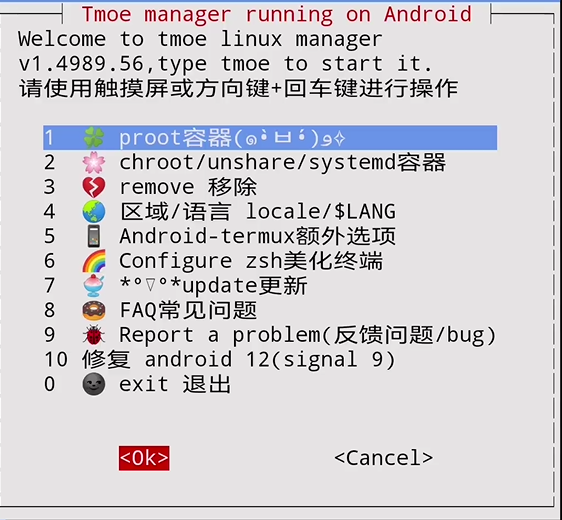 Tmoe manager running on Android
Welcome to tmoe linux manager
v1.4989.56,type tmoe to start it.
请使用触摸屏或方向键+回车键进行操作
1 🍀 proot容器(๑•̀ㅂ•́)و✧
2 🌸 chroot/unshare/systemd容器
3 💔 remove 移除
4 🌏 区域/语言 locale/$LANG
5 📱 Android-termux额外选项
6 🌈 Configure zsh美化终端
7 🍧 *°▽°*update更新
8 🍩 FAQ常见问题
9 🐞 Report a problem(反馈问题/bug)
10 修复 android 12(signal 9)
0 🌚 exit 退出
<Ok> <Cancel>